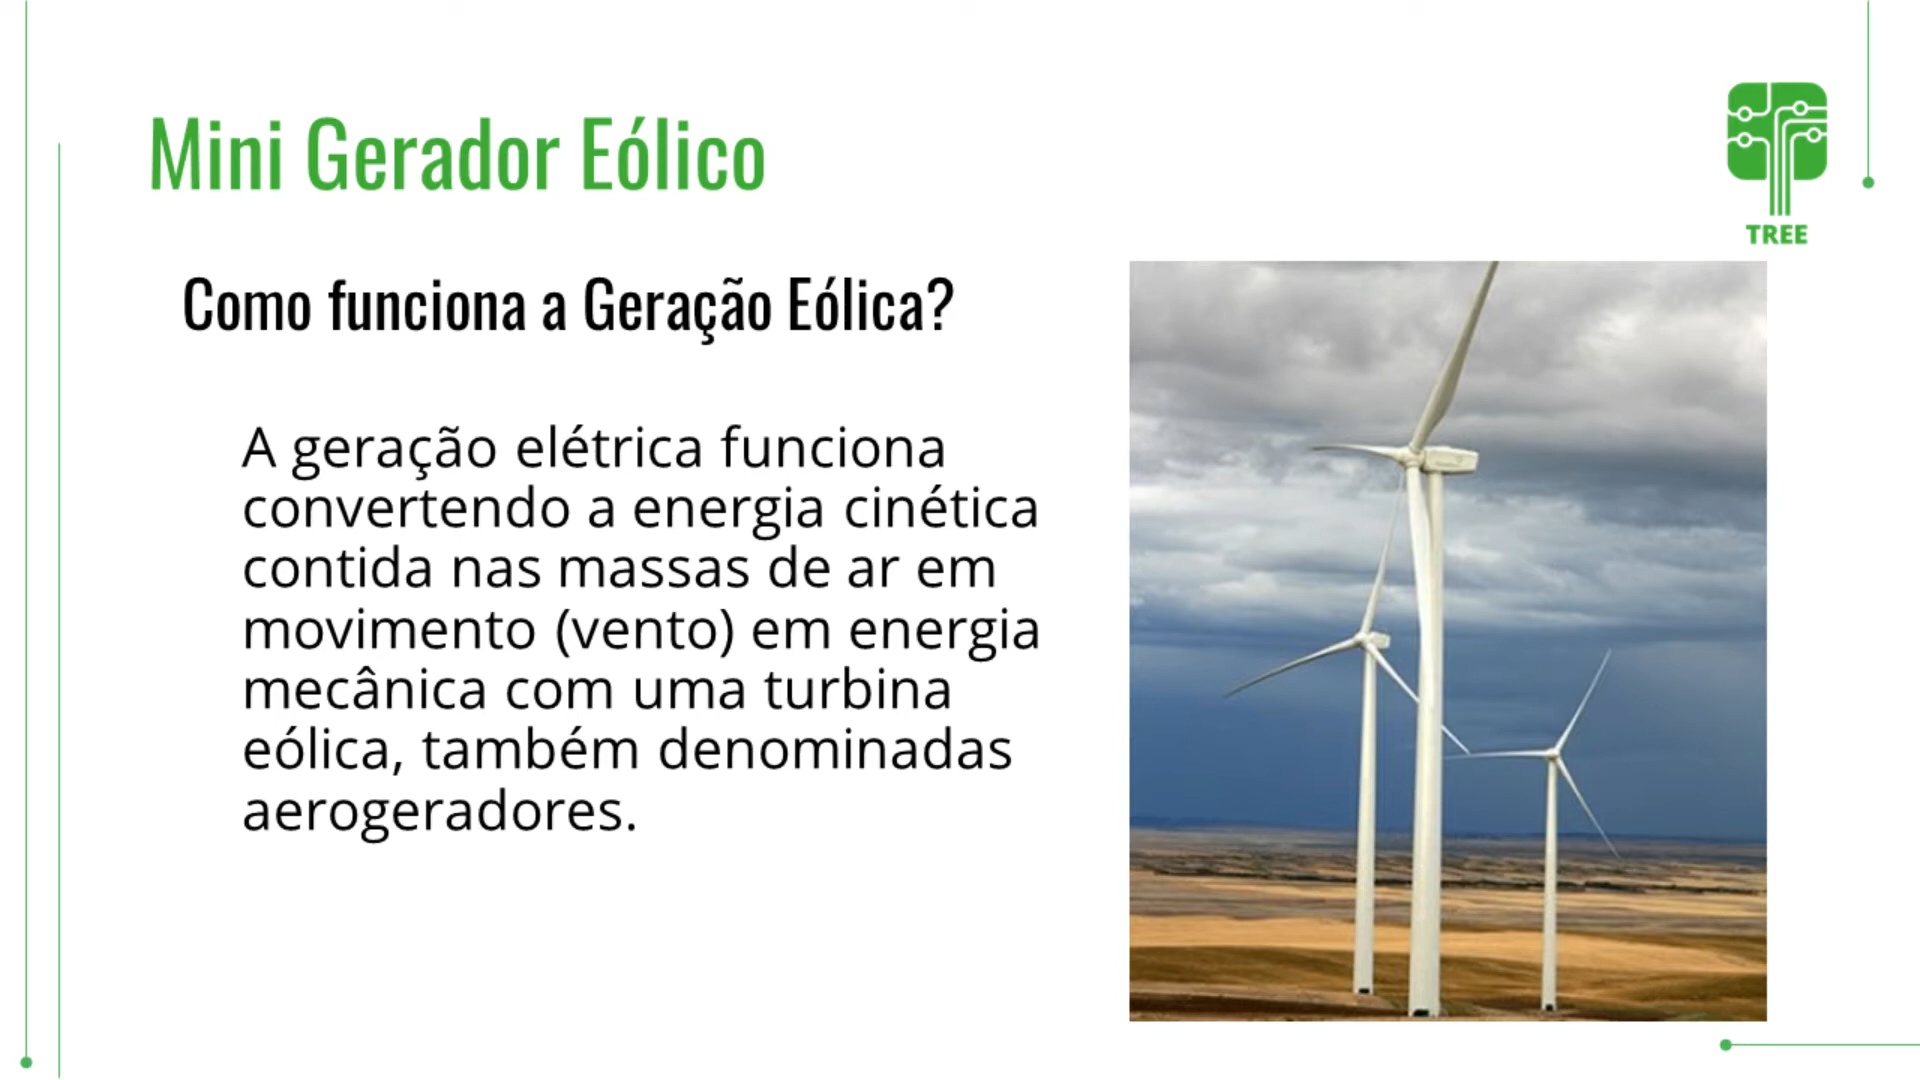 Mini Gerador Eólico
TREE
Como funciona a Geração Eólica?
A geração elétrica funciona
convertendo a energia cinética
contida nas massas de ar em
movimento (vento) em energia
mecânica com uma turbina
eólica, também denominadas
aerogeradores.